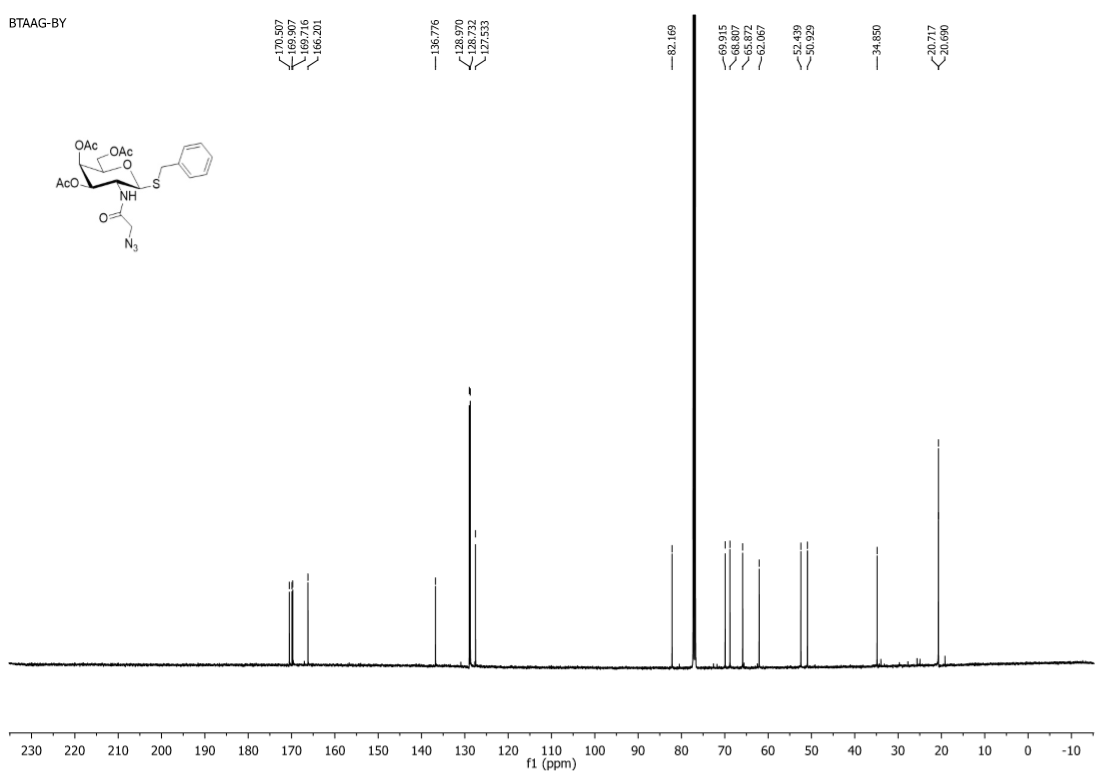 BTAAG-BY
170.507
169.907
169.716
166.201
136.776
128.970
128.732
127.533
82.169
69.915
68.807
65.872
62.067
52.439
50.929
34.850
20.717
20.690
OAc
OAc
O
AcO
S
NH
O
N3
230 220 210 200 190 180 170 160 150 140 130 120 110 100 90 80 70 60 50 40 30 20 10 0 -10
f1 (ppm)